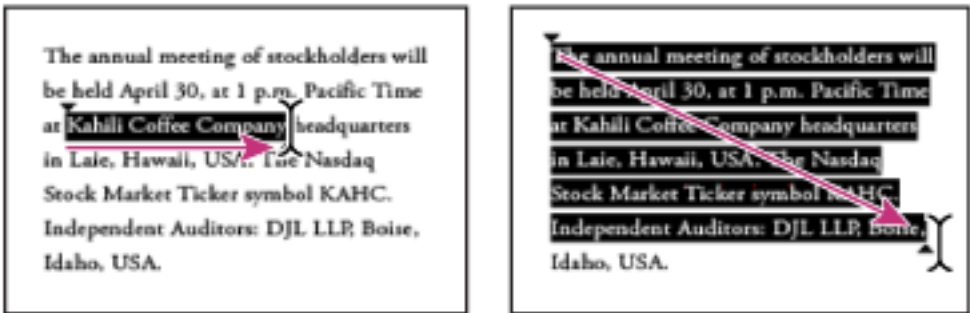 The annual meeting of stockholders will
be held April 30, at 1 p.m. Pacific Time
at Kahili Coffee Company headquarters
in Laie, Hawaii, USA. The Nasdaq
Stock Market Ticker symbol KAHC.
Independent Auditors: DJL LLP, Boise,
Idaho, USA.
The annual meeting of stockholders will
be held April 30, at 1 p.m. Pacific Time
at Kahili Coffee Company headquarters
in Laie, Hawaii, USA. The Nasdaq
Stock Market Ticker symbol KAHC.
Independent Auditors: DJL LLP, Boise,
Idaho, USA.